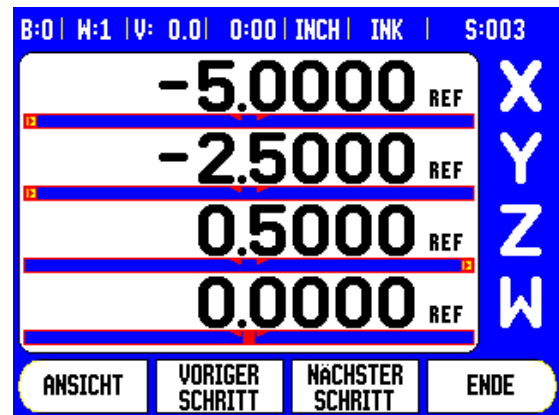 B:0 | W:1 | V: 0.0 | 0:00 | INCH | INK | S:003
-5.0000 REF X
-2.5000 REF Y
0.5000 REF Z
0.0000 REF W
ANSICHT
VORIGER
SCHRITT
NÄCHSTER
SCHRITT
ENDE